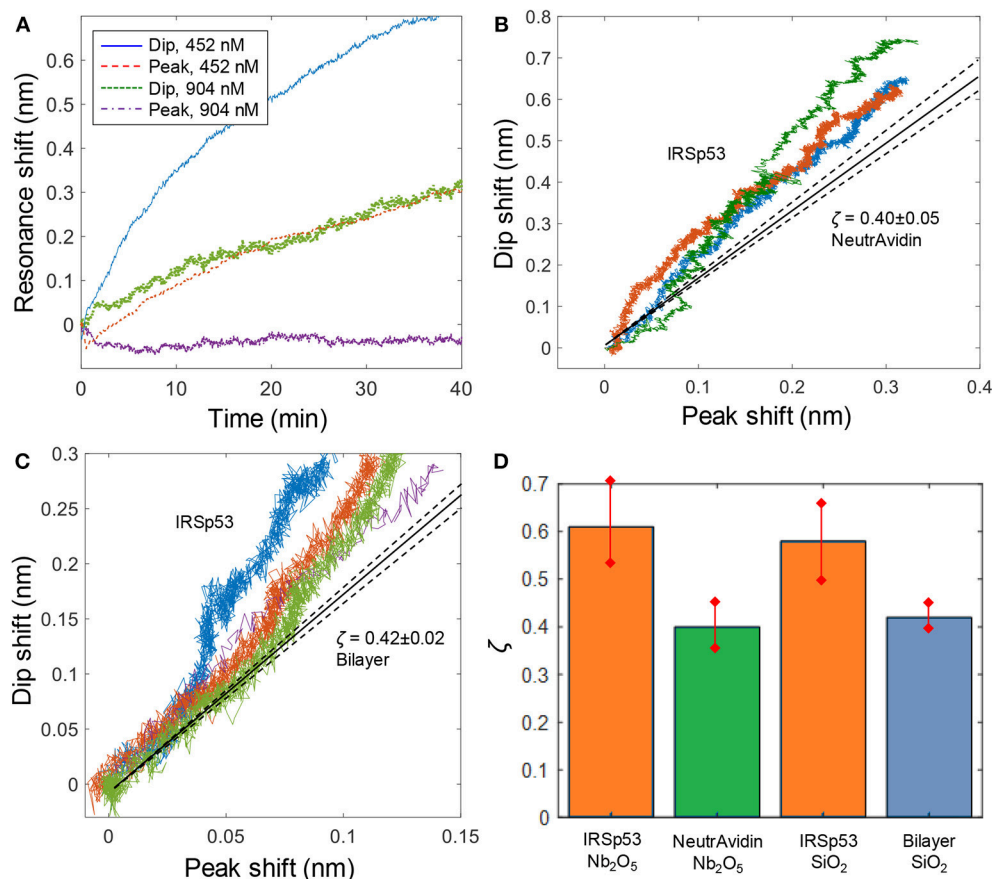 A
Resonance shift (nm)
0.6
0.5
0.4
0.3
0.2
0.1
0
Dip, 452 nM
Peak, 452 nM
Dip, 904 nM
Peak, 904 nM
0 10 20 30 40
Time (min)
B
Dip shift (nm)
0.8
0.7
0.6
0.5
0.4
0.3
0.2
0.1
0
IRSp53
ζ = 0.40±0.05
NeutrAvidin
0 0.1 0.2 0.3 0.4
Peak shift (nm)
C
Dip shift (nm)
0.3
0.25
0.2
0.15
0.1
0.05
0
IRSp53
ζ = 0.42±0.02
Bilayer
0 0.05 0.1 0.15
Peak shift (nm)
D
ζ
0.7
0.6
0.5
0.4
0.3
0.2
0.1
0
IRSp53 NeutrAvidin IRSp53 Bilayer
Nb₂O₅ Nb₂O₅ SiO₂ SiO₂